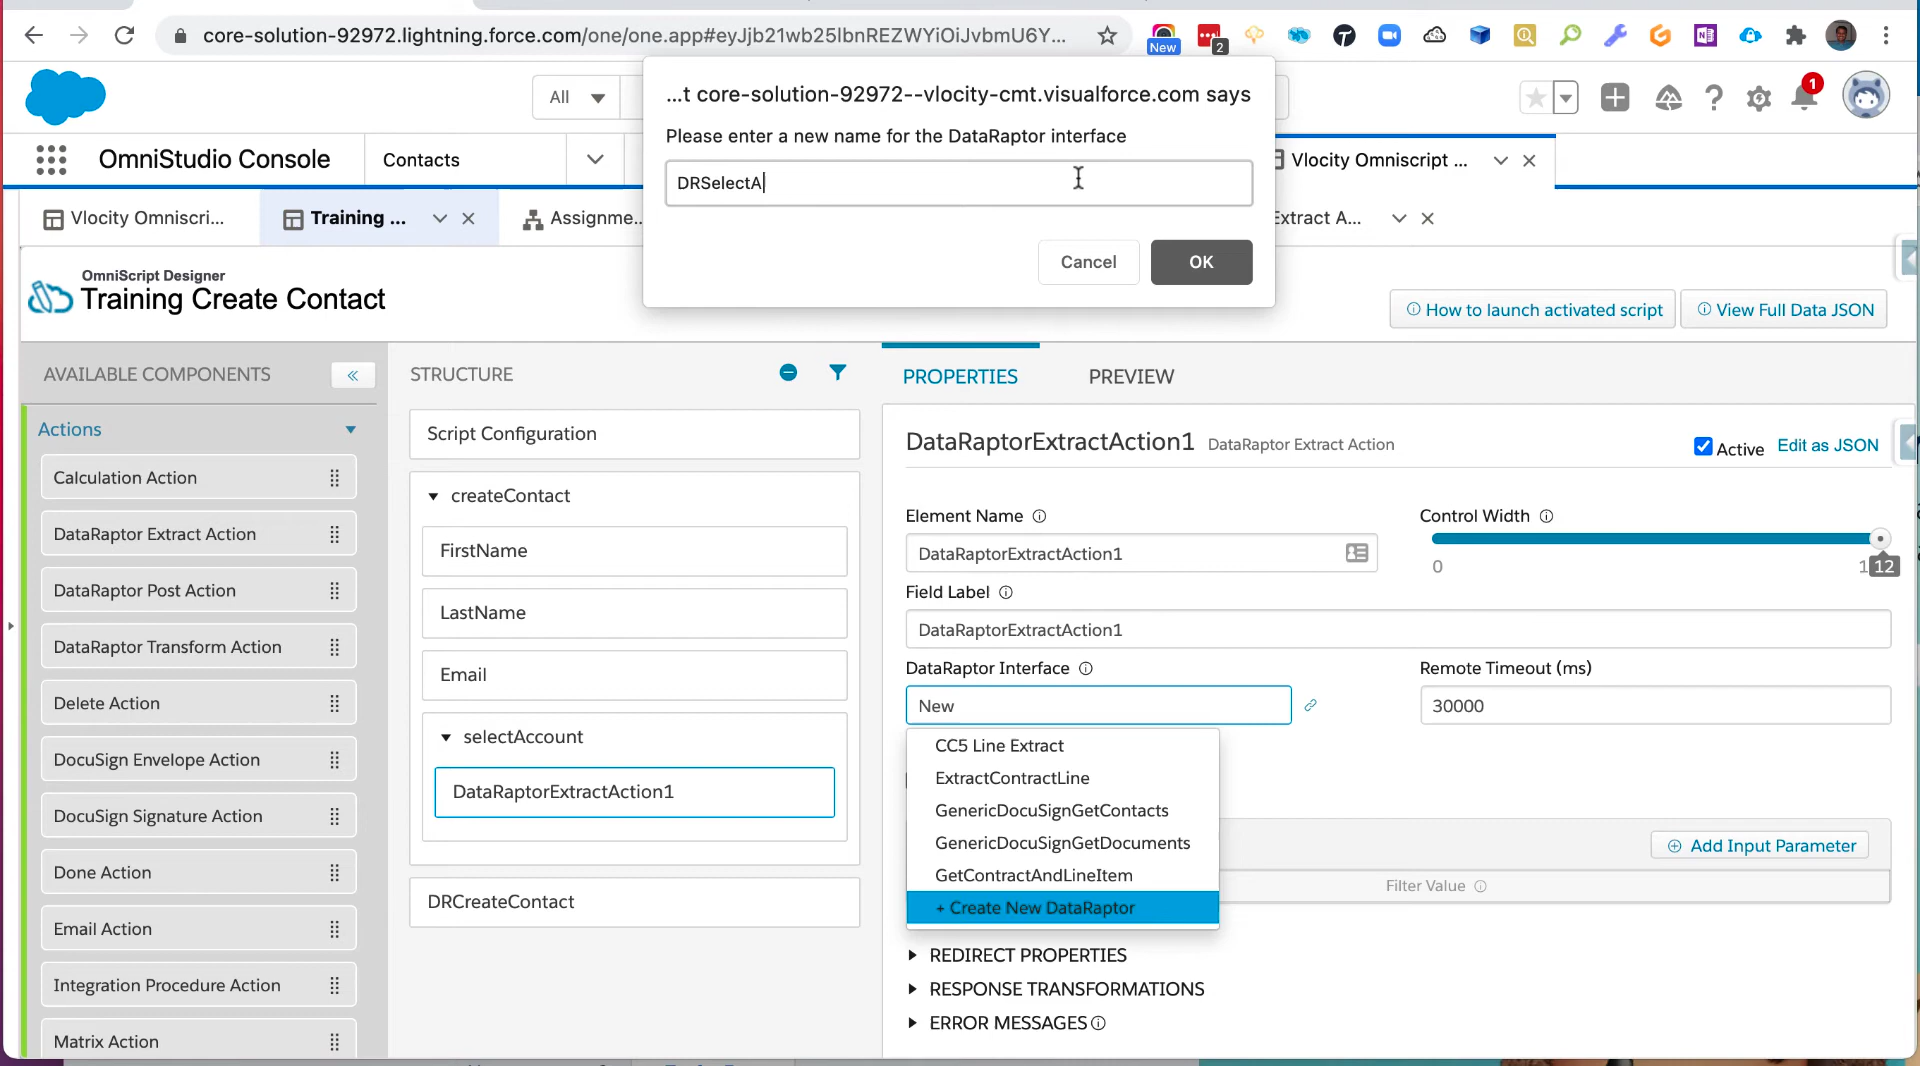 core-solution-92972.lightning.force.com/one/one.app#eyJjb21wb25lbnREZWYiOiJvbmU6Y...
New
2
...t core-solution-92972--vlocity-cmt.visualforce.com says
Please enter a new name for the DataRaptor interface
DRSelectA
Cancel
OK
All
1
OmniStudio Console
Contacts
Vlocity Omniscript ...
Vlocity Omniscri...
Training ...
Assignme...
Extract A...
OmniScript Designer
Training Create Contact
How to launch activated script
View Full Data JSON
AVAILABLE COMPONENTS
Actions
Calculation Action
DataRaptor Extract Action
DataRaptor Post Action
DataRaptor Transform Action
Delete Action
DocuSign Envelope Action
DocuSign Signature Action
Done Action
Email Action
Integration Procedure Action
Matrix Action
STRUCTURE
Script Configuration
createContact
FirstName
LastName
Email
selectAccount
DataRaptorExtractAction1
DRCreateContact
PROPERTIES
PREVIEW
DataRaptorExtractAction1 DataRaptor Extract Action
Active
Edit as JSON
Element Name
DataRaptorExtractAction1
Control Width
0
12
Field Label
DataRaptorExtractAction1
DataRaptor Interface
New
Remote Timeout (ms)
30000
CC5 Line Extract
ExtractContractLine
GenericDocuSignGetContacts
GenericDocuSignGetDocuments
GetContractAndLineItem
+ Create New DataRaptor
Add Input Parameter
Filter Value
REDIRECT PROPERTIES
RESPONSE TRANSFORMATIONS
ERROR MESSAGES